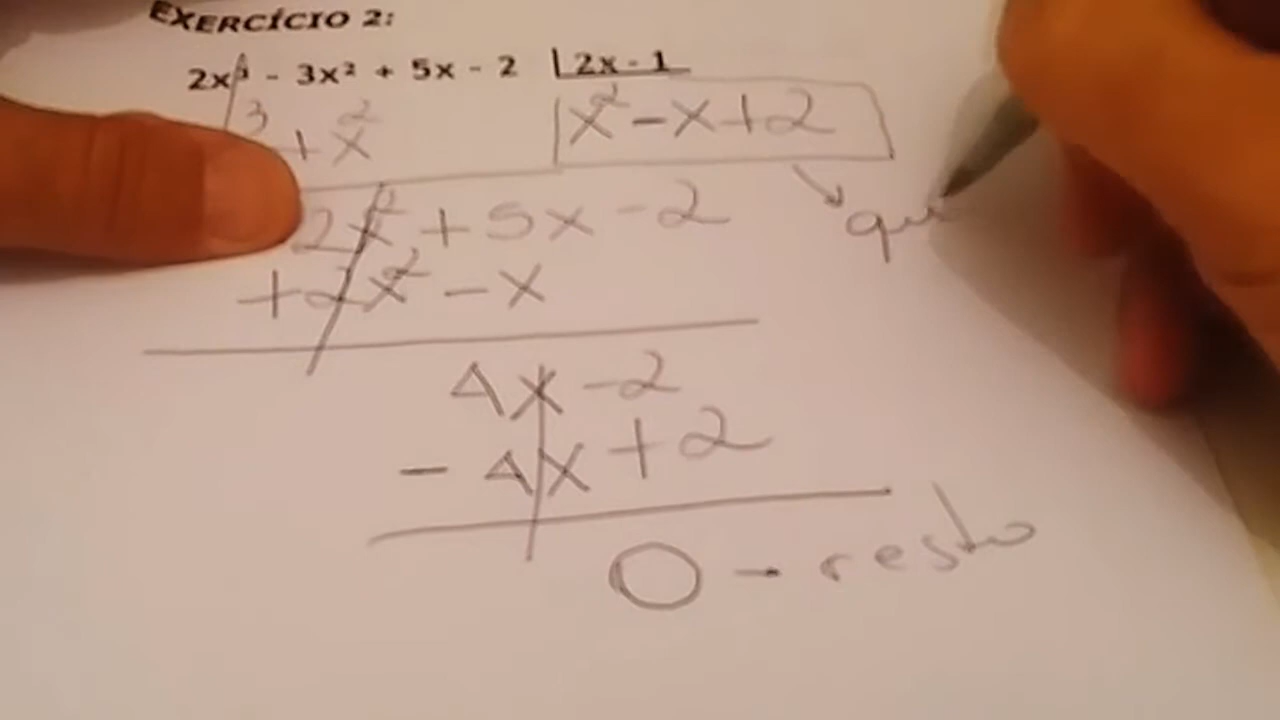 EXERCÍCIO 2:
2x³ - 3x² + 5x - 2 2x - 1
3 + x² x² - x + 2
2x² + 5x - 2 qu
+ 2x² - x
4x - 2
- 4x + 2
0 - resto